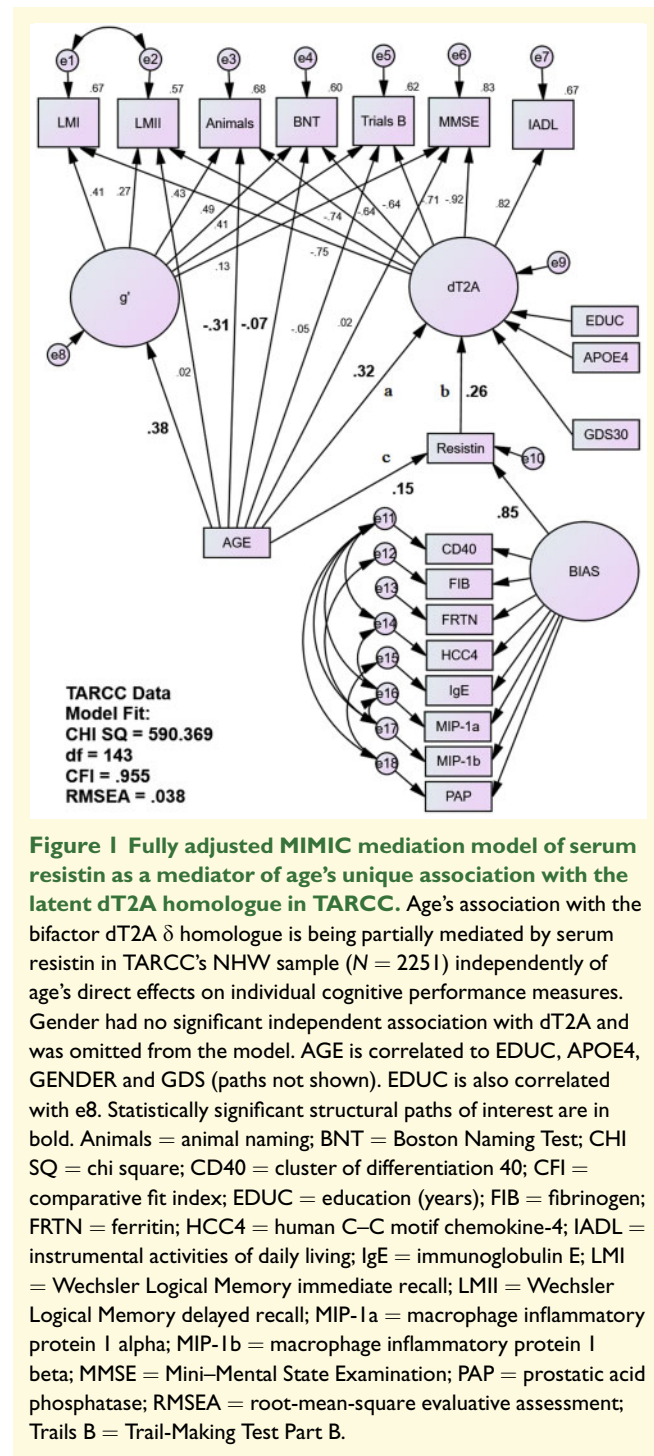 e1 e2 e3 e4 e5 e6 e7
.67 .57 .68 .60 .62 .83 .67
LMI LMII Animals BNT Trials B MMSE IADL
.41 .27 .43 .49 .41 .13 -.74 -.64 -.64 -.71 -.92 .82
-.75
g' dT2A e9
e8
EDUC
APOE4
GDS30
-.31 -.07 -.05 .02 .32
.02
a b .26
.38
c Resistin e10
.15 .85
AGE
BIAS
e11 CD40
e12 FIB
e13 FRTN
e14 HCC4
e15 IgE
e16 MIP-1a
e17 MIP-1b
e18 PAP
TARCC Data
Model Fit:
CHI SQ = 590.369
df = 143
CFI = .955
RMSEA = .038
Figure 1 Fully adjusted MIMIC mediation model of serum
resistin as a mediator of age's unique association with the
latent dT2A homologue in TARCC. Age's association with the
bifactor dT2A δ homologue is being partially mediated by serum
resistin in TARCC's NHW sample (N = 2251) independently of
age's direct effects on individual cognitive performance measures.
Gender had no significant independent association with dT2A and
was omitted from the model. AGE is correlated to EDUC, APOE4,
GENDER and GDS (paths not shown). EDUC is also correlated
with e8. Statistically significant structural paths of interest are in
bold. Animals = animal naming; BNT = Boston Naming Test; CHI
SQ = chi square; CD40 = cluster of differentiation 40; CFI =
comparative fit index; EDUC = education (years); FIB = fibrinogen;
FRTN = ferritin; HCC4 = human C–C motif chemokine-4; IADL =
instrumental activities of daily living; IgE = immunoglobulin E; LMI
= Wechsler Logical Memory immediate recall; LMII = Wechsler
Logical Memory delayed recall; MIP-1a = macrophage inflammatory
protein 1 alpha; MIP-1b = macrophage inflammatory protein 1
beta; MMSE = Mini–Mental State Examination; PAP = prostatic acid
phosphatase; RMSEA = root-mean-square evaluative assessment;
Trails B = Trail-Making Test Part B.